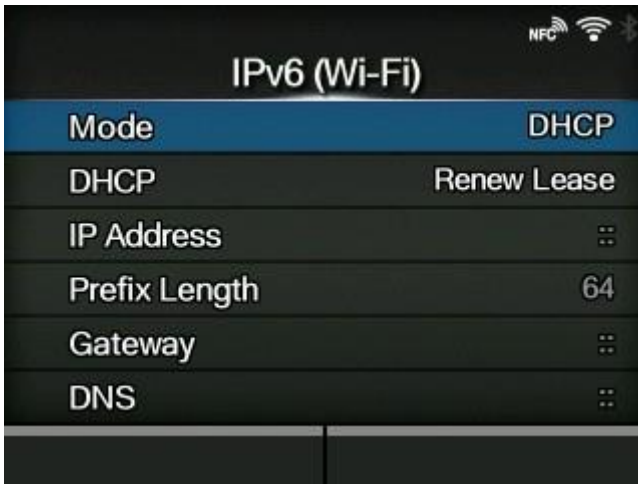 NFC
IPv6 (Wi-Fi)
Mode DHCP
DHCP Renew Lease
IP Address ::
Prefix Length 64
Gateway ::
DNS ::